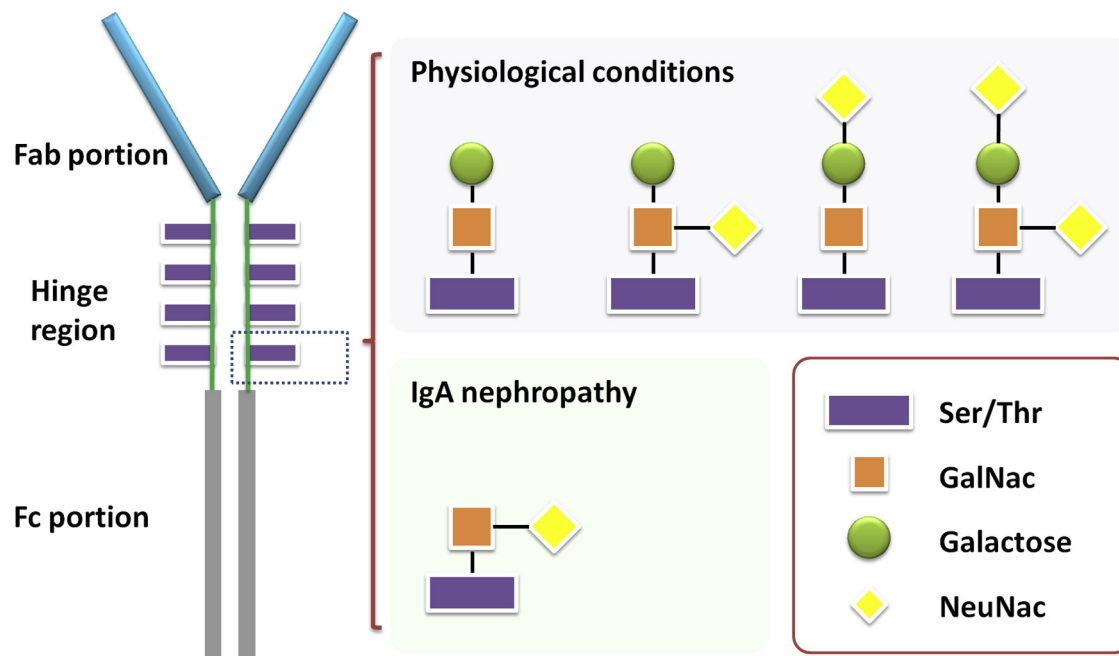 Fab portion
Hinge
region
Fc portion
Physiological conditions
IgA nephropathy
Ser/Thr
GalNac
Galactose
NeuNac